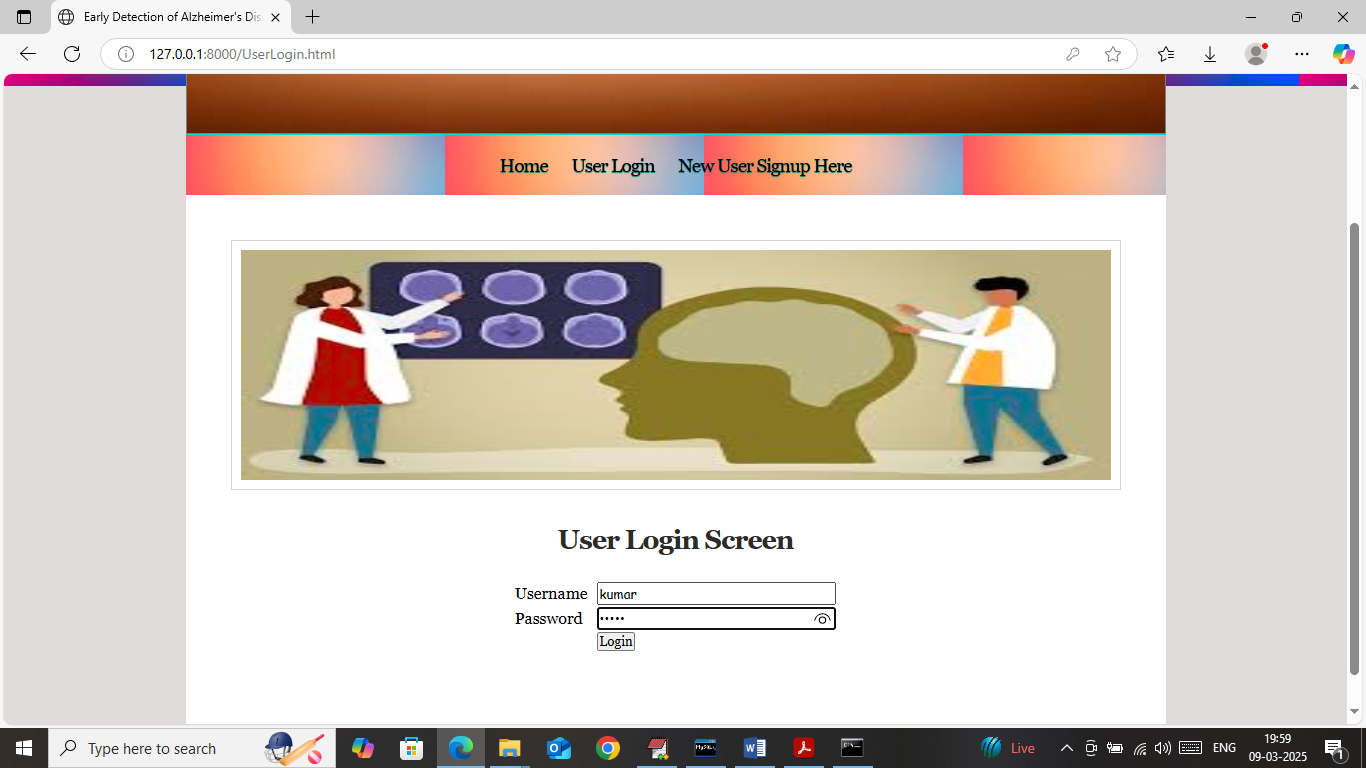 Early Detection of Alzheimer's Dis
127.0.0.1:8000/UserLogin.html
Home User Login New User Signup Here
User Login Screen
Username kumar
Password •••••
Login
Type here to search
Live
ENG
19:59
09-03-2025
1